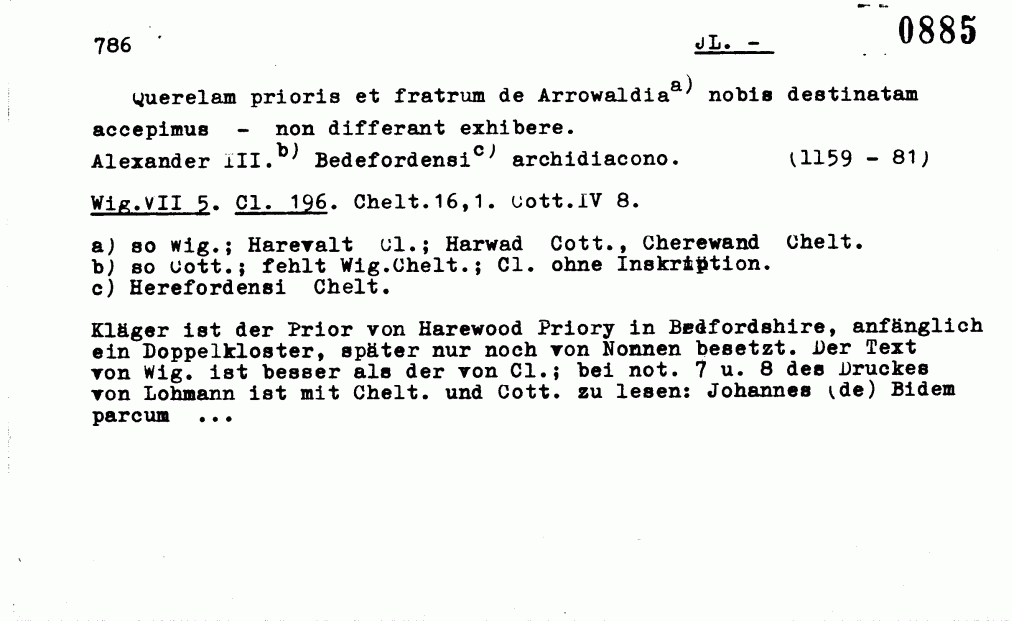 786 JL. - 0885
Querelam prioris et fratrum de Arrowaldia a) nobis destinatam
accepimus - non differant exhibere.
Alexander III. b) Bedefordensi c) archidiacono. (1159 - 81)
Wig.VII 5. Cl. 196. Chelt.16,1. Cott.IV 8.
a) so Wig.; Harevalt Cl.; Harwad Cott., Cherewand Chelt.
b) so Cott.; fehlt Wig.Chelt.; Cl. ohne Inskription.
c) Herefordensi Chelt.
Kläger ist der Prior von Harewood Priory in Bedfordshire, anfänglich
ein Doppelkloster, später nur noch von Nonnen besetzt. Der Text
von Wig. ist besser als der von Cl.; bei not. 7 u. 8 des Druckes
von Lohmann ist mit Chelt. und Cott. zu lesen: Johannes (de) Bidem
parcum ...